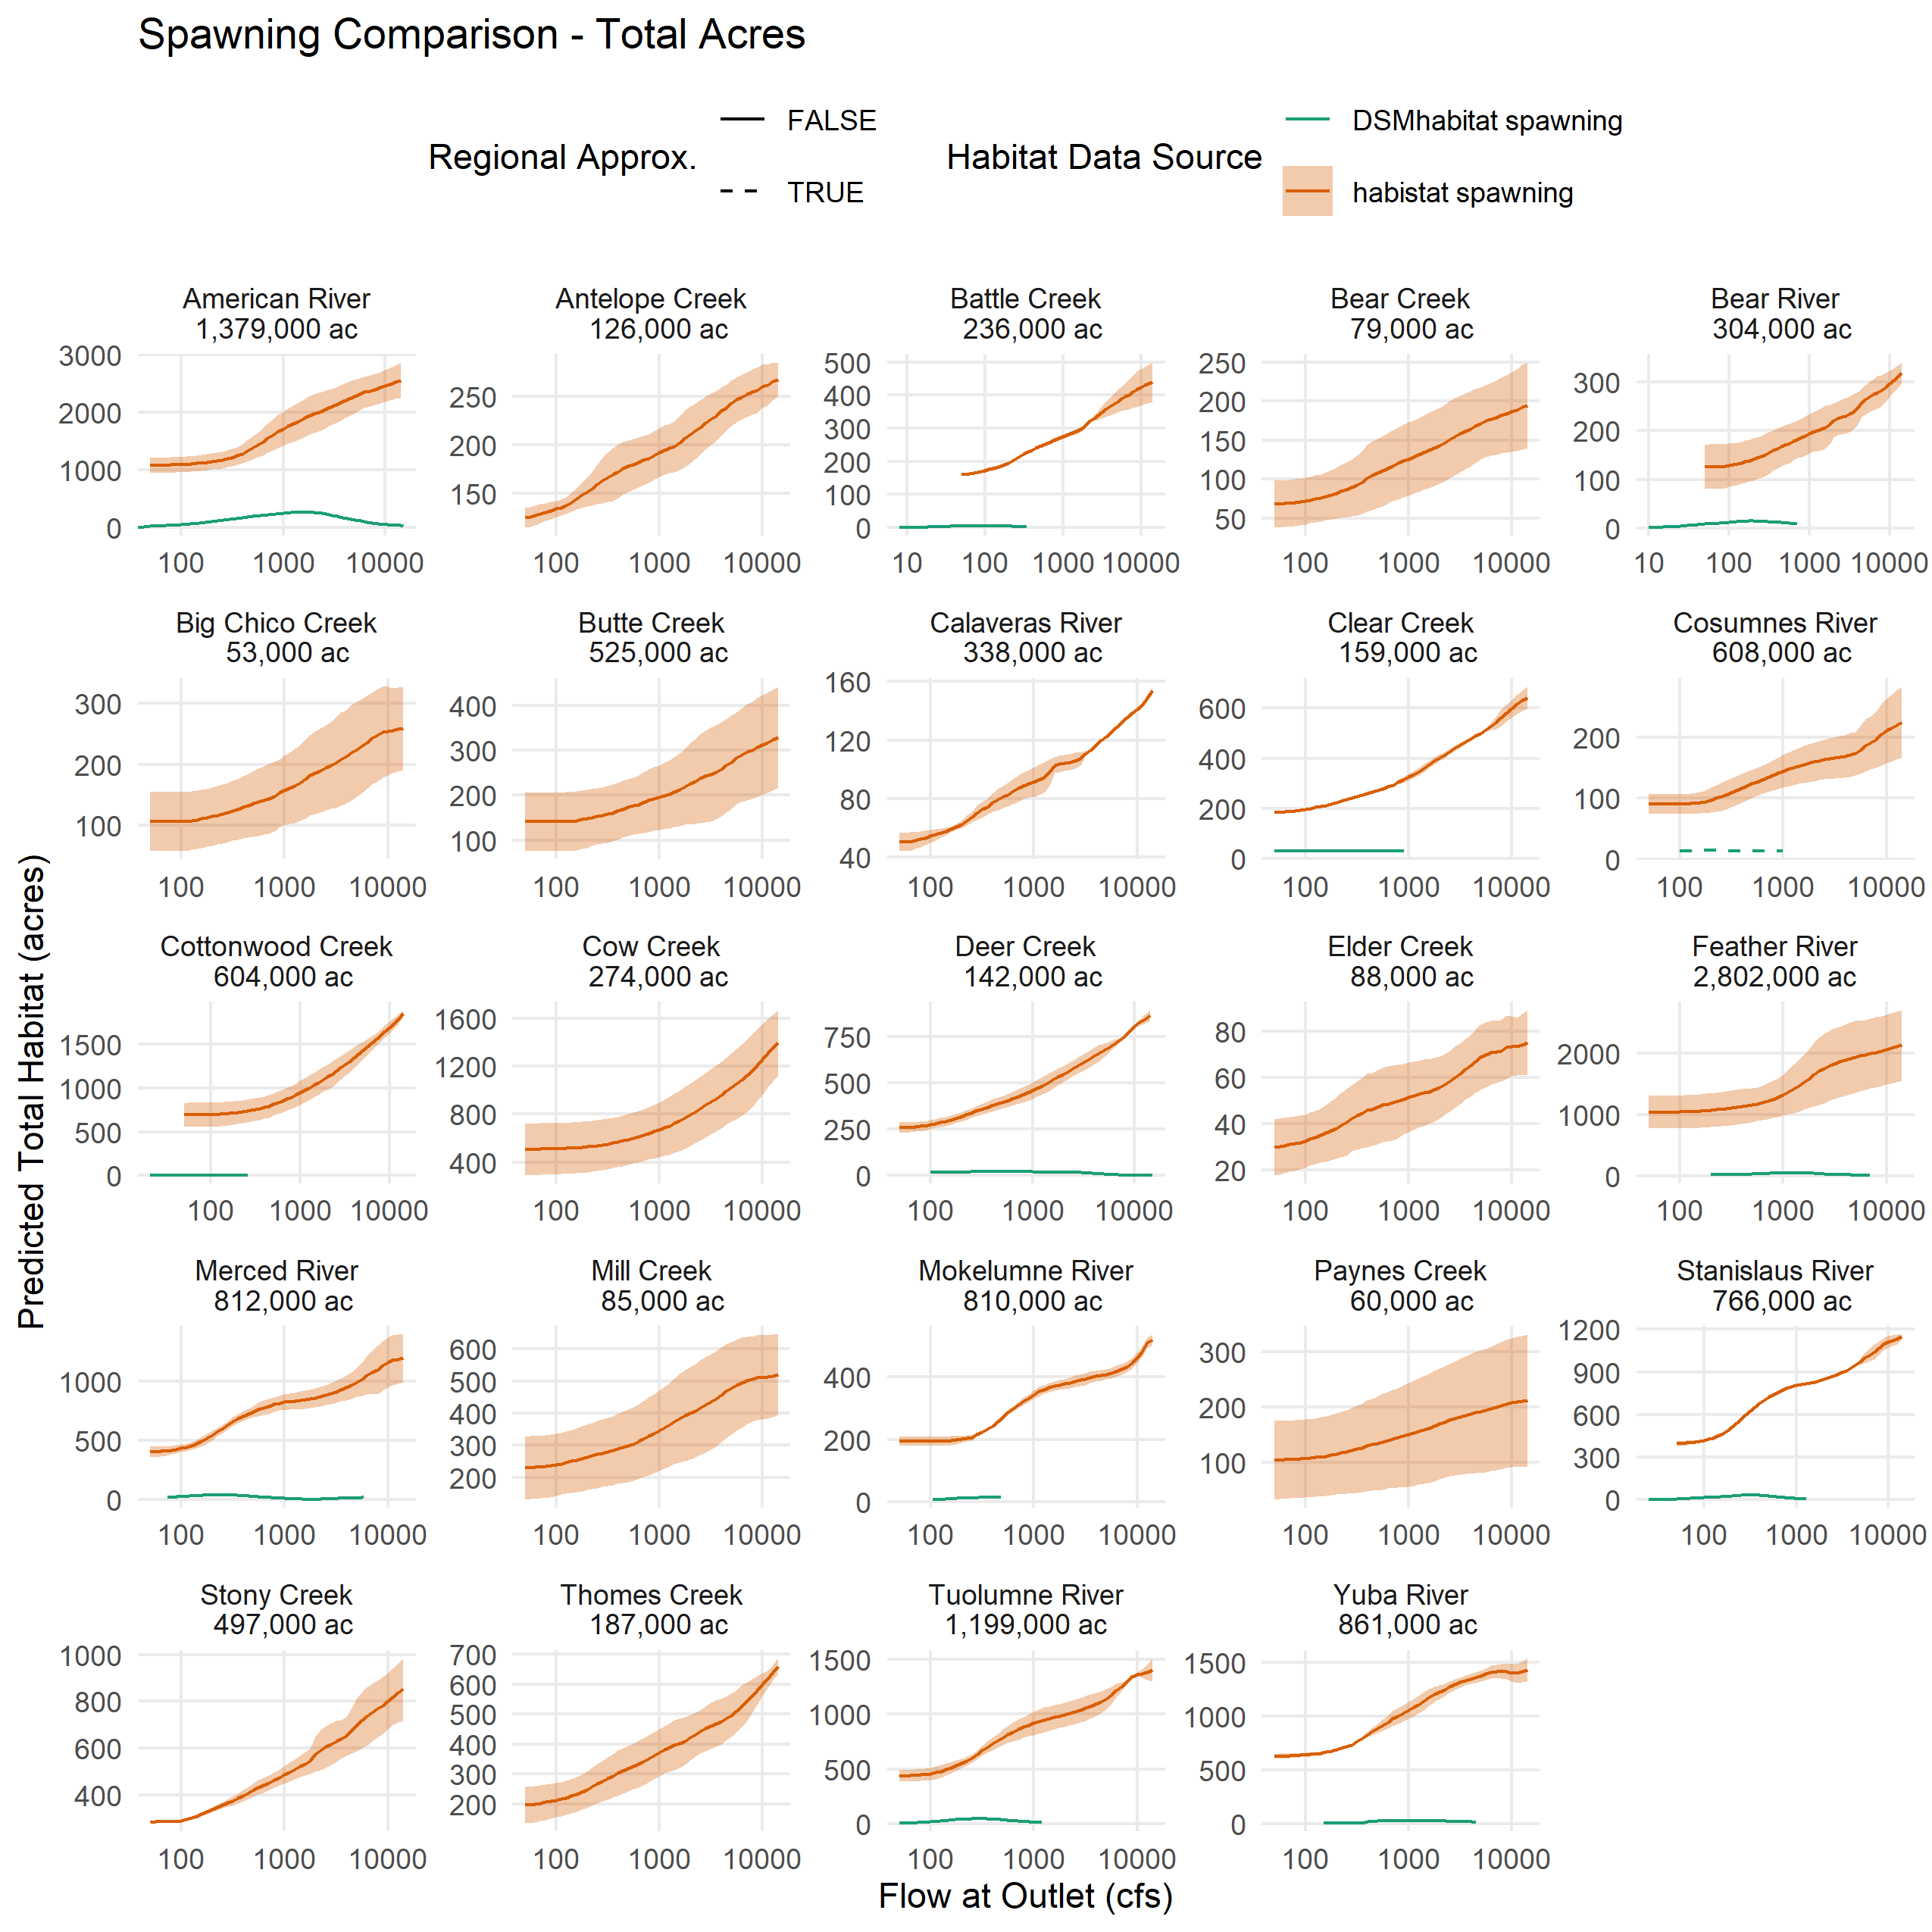 Spawning Comparison - Total Acres
Regional Approx.
FALSE
TRUE
Habitat Data Source
DSMhabitat spawning
habistat spawning
American River
1,379,000 ac
Antelope Creek
126,000 ac
Battle Creek
236,000 ac
Bear Creek
79,000 ac
Bear River
304,000 ac
3000
2000
1000
0
100 1000 10000
250
200
150
100 1000 10000
500
400
300
200
100
0
10 100 1000 10000
250
200
150
100
50
100 1000 10000
300
200
100
0
10 100 1000 10000
Big Chico Creek
53,000 ac
Butte Creek
525,000 ac
Calaveras River
338,000 ac
Clear Creek
159,000 ac
Cosumnes River
608,000 ac
300
200
100
100 1000 10000
400
300
200
100
100 1000 10000
160
120
80
40
100 1000 10000
600
400
200
0
100 1000 10000
200
100
0
100 1000 10000
Cottonwood Creek
604,000 ac
Cow Creek
274,000 ac
Deer Creek
142,000 ac
Elder Creek
88,000 ac
Feather River
2,802,000 ac
1500
1000
500
0
100 1000 10000
1600
1200
800
400
100 1000 10000
750
500
250
0
100 1000 10000
80
60
40
20
100 1000 10000
2000
1000
0
100 1000 10000
Merced River
812,000 ac
Mill Creek
85,000 ac
Mokelumne River
810,000 ac
Paynes Creek
60,000 ac
Stanislaus River
766,000 ac
1000
500
0
100 1000 10000
600
500
400
300
200
100 1000 10000
400
200
0
100 1000 10000
300
200
100
100 1000 10000
1200
900
600
300
0
100 1000 10000
Stony Creek
497,000 ac
Thomes Creek
187,000 ac
Tuolumne River
1,199,000 ac
Yuba River
861,000 ac
1000
800
600
400
100 1000 10000
700
600
500
400
300
200
100 1000 10000
1500
1000
500
0
100 1000 10000
1500
1000
500
0
100 1000 10000
Predicted Total Habitat (acres)
Flow at Outlet (cfs)